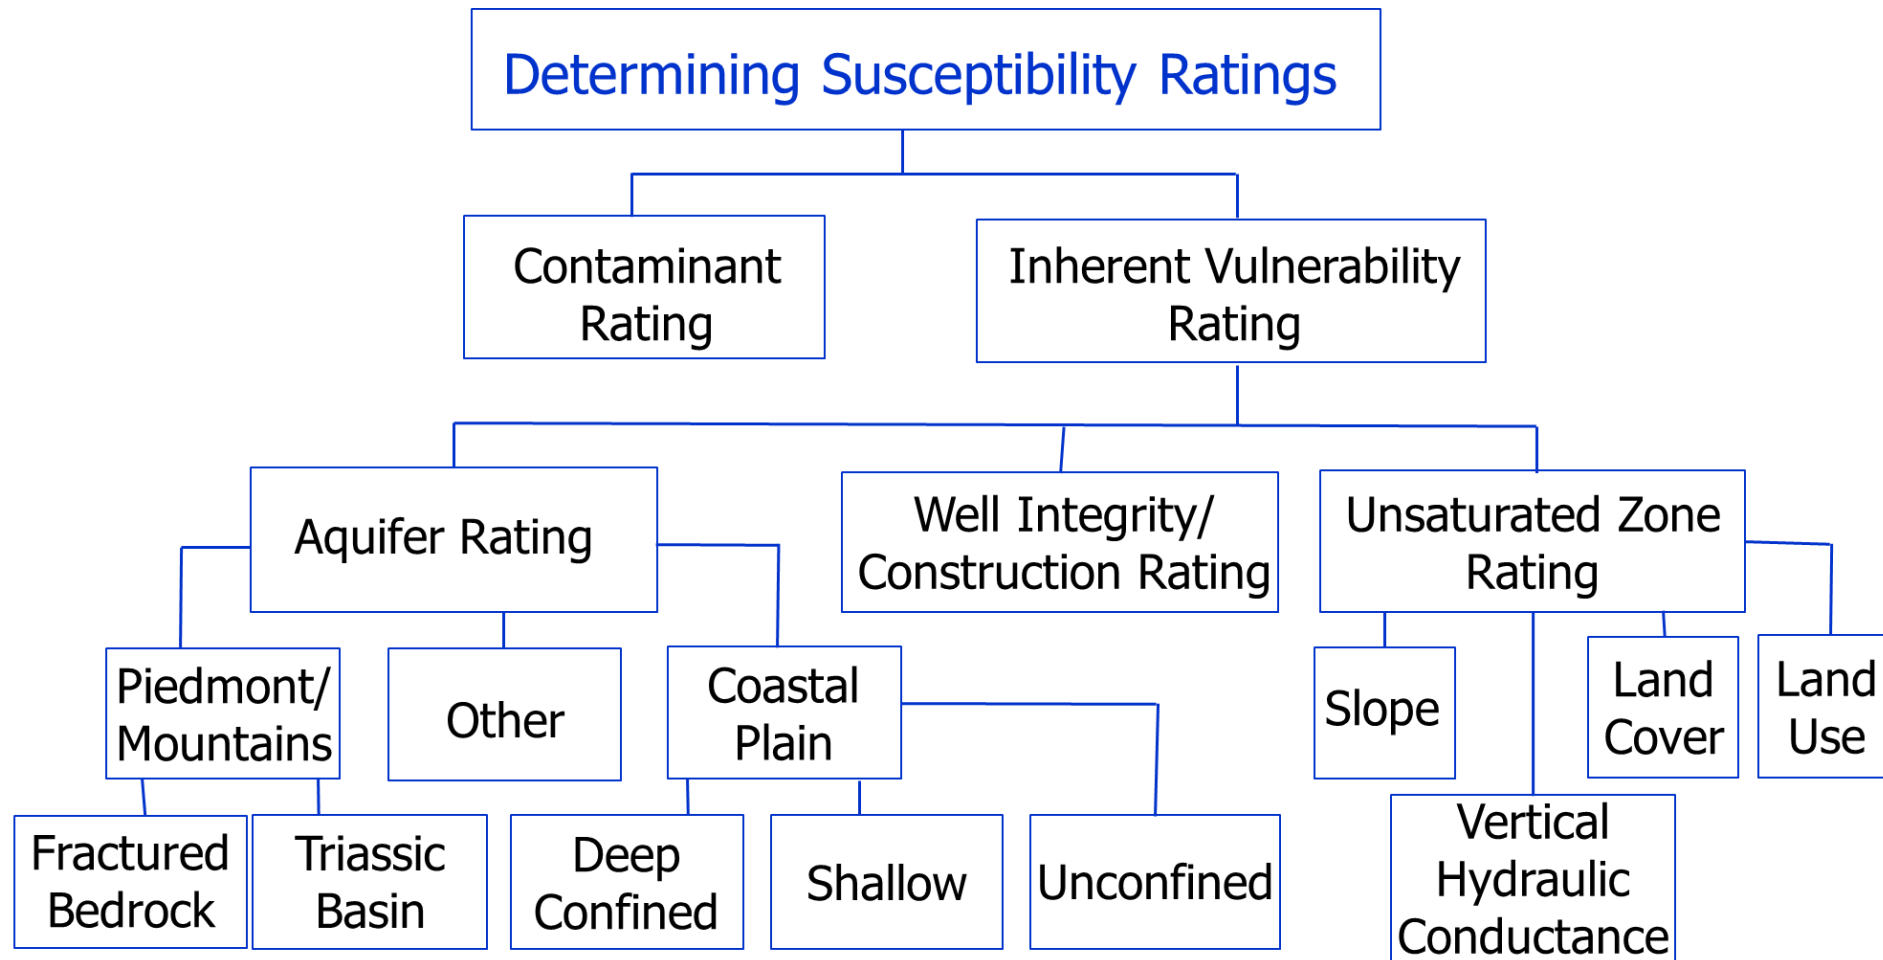 Determining Susceptibility Ratings
Contaminant
Rating
Inherent Vulnerability
Rating
Aquifer Rating
Well Integrity/
Construction Rating
Unsaturated Zone
Rating
Piedmont/
Mountains
Other
Coastal
Plain
Slope
Land
Cover
Land
Use
Fractured
Bedrock
Triassic
Basin
Deep
Confined
Shallow
Unconfined
Vertical
Hydraulic
Conductance